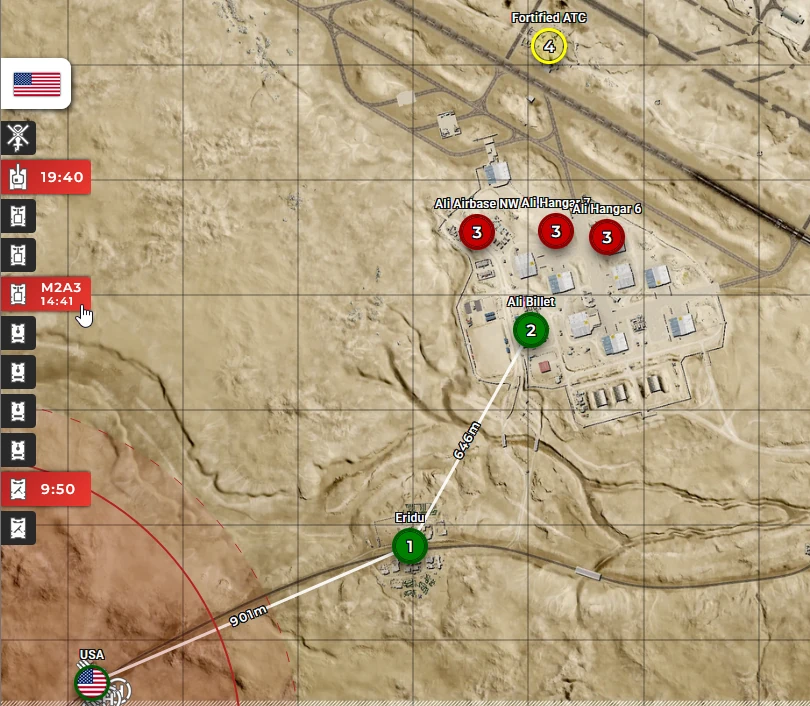 Fortified ATC
4
19:40
Ali Airbase NW
Ali Hangar 7
Ali Hangar 6
3
3
3
M2A3
14:41
Ali Billet
2
646m
9:50
Eridu
1
901m
USA
H